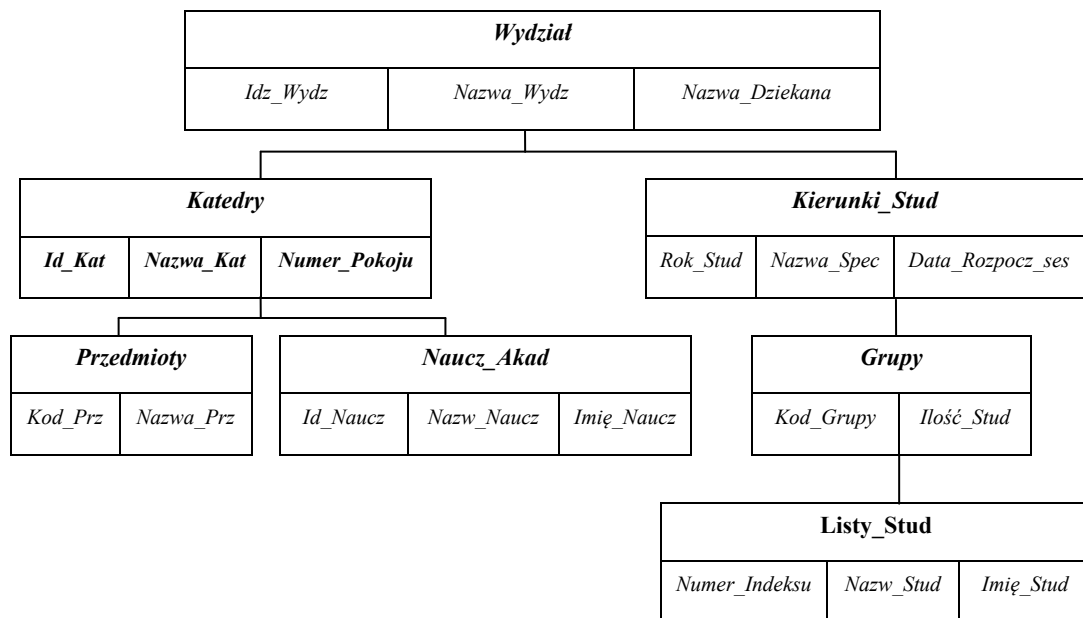 Wydział
Idz_Wydz Nazwa_Wydz Nazwa_Dziekana
Katedry
Id_Kat Nazwa_Kat Numer_Pokoju
Kierunki_Stud
Rok_Stud Nazwa_Spec Data_Rozpocz_ses
Przedmioty
Kod_Prz Nazwa_Prz
Naucz_Akad
Id_Naucz Nazw_Naucz Imię_Naucz
Grupy
Kod_Grupy Ilość_Stud
Listy_Stud
Numer_Indeksu Nazw_Stud Imię_Stud